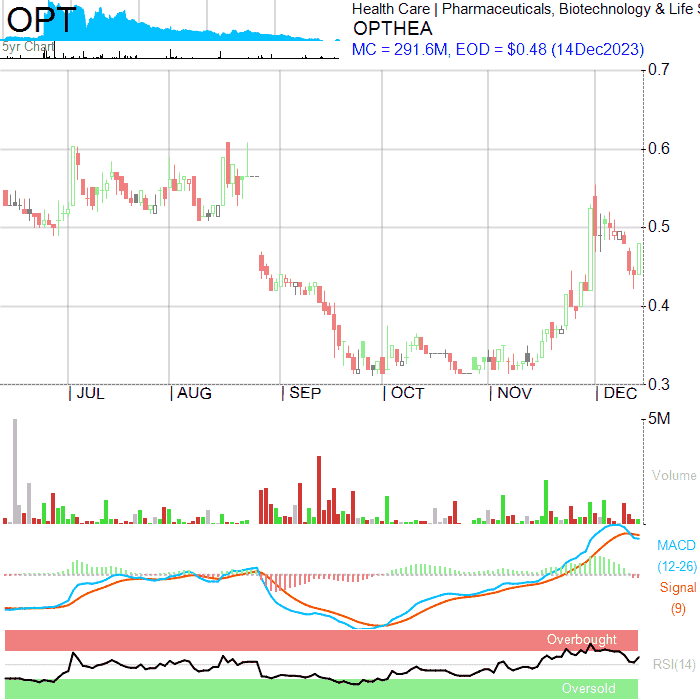 OPT
5yr Chart
Health Care | Pharmaceuticals, Biotechnology & Life S
OPTHEA
MC = 291.6M, EOD = $0.48 (14Dec2023)
0.7
0.6
0.5
0.4
0.3
JUL AUG SEP OCT NOV DEC
5M
Volume
MACD
(12-26)
Signal
(9)
Overbought
RSI(14)
Oversold